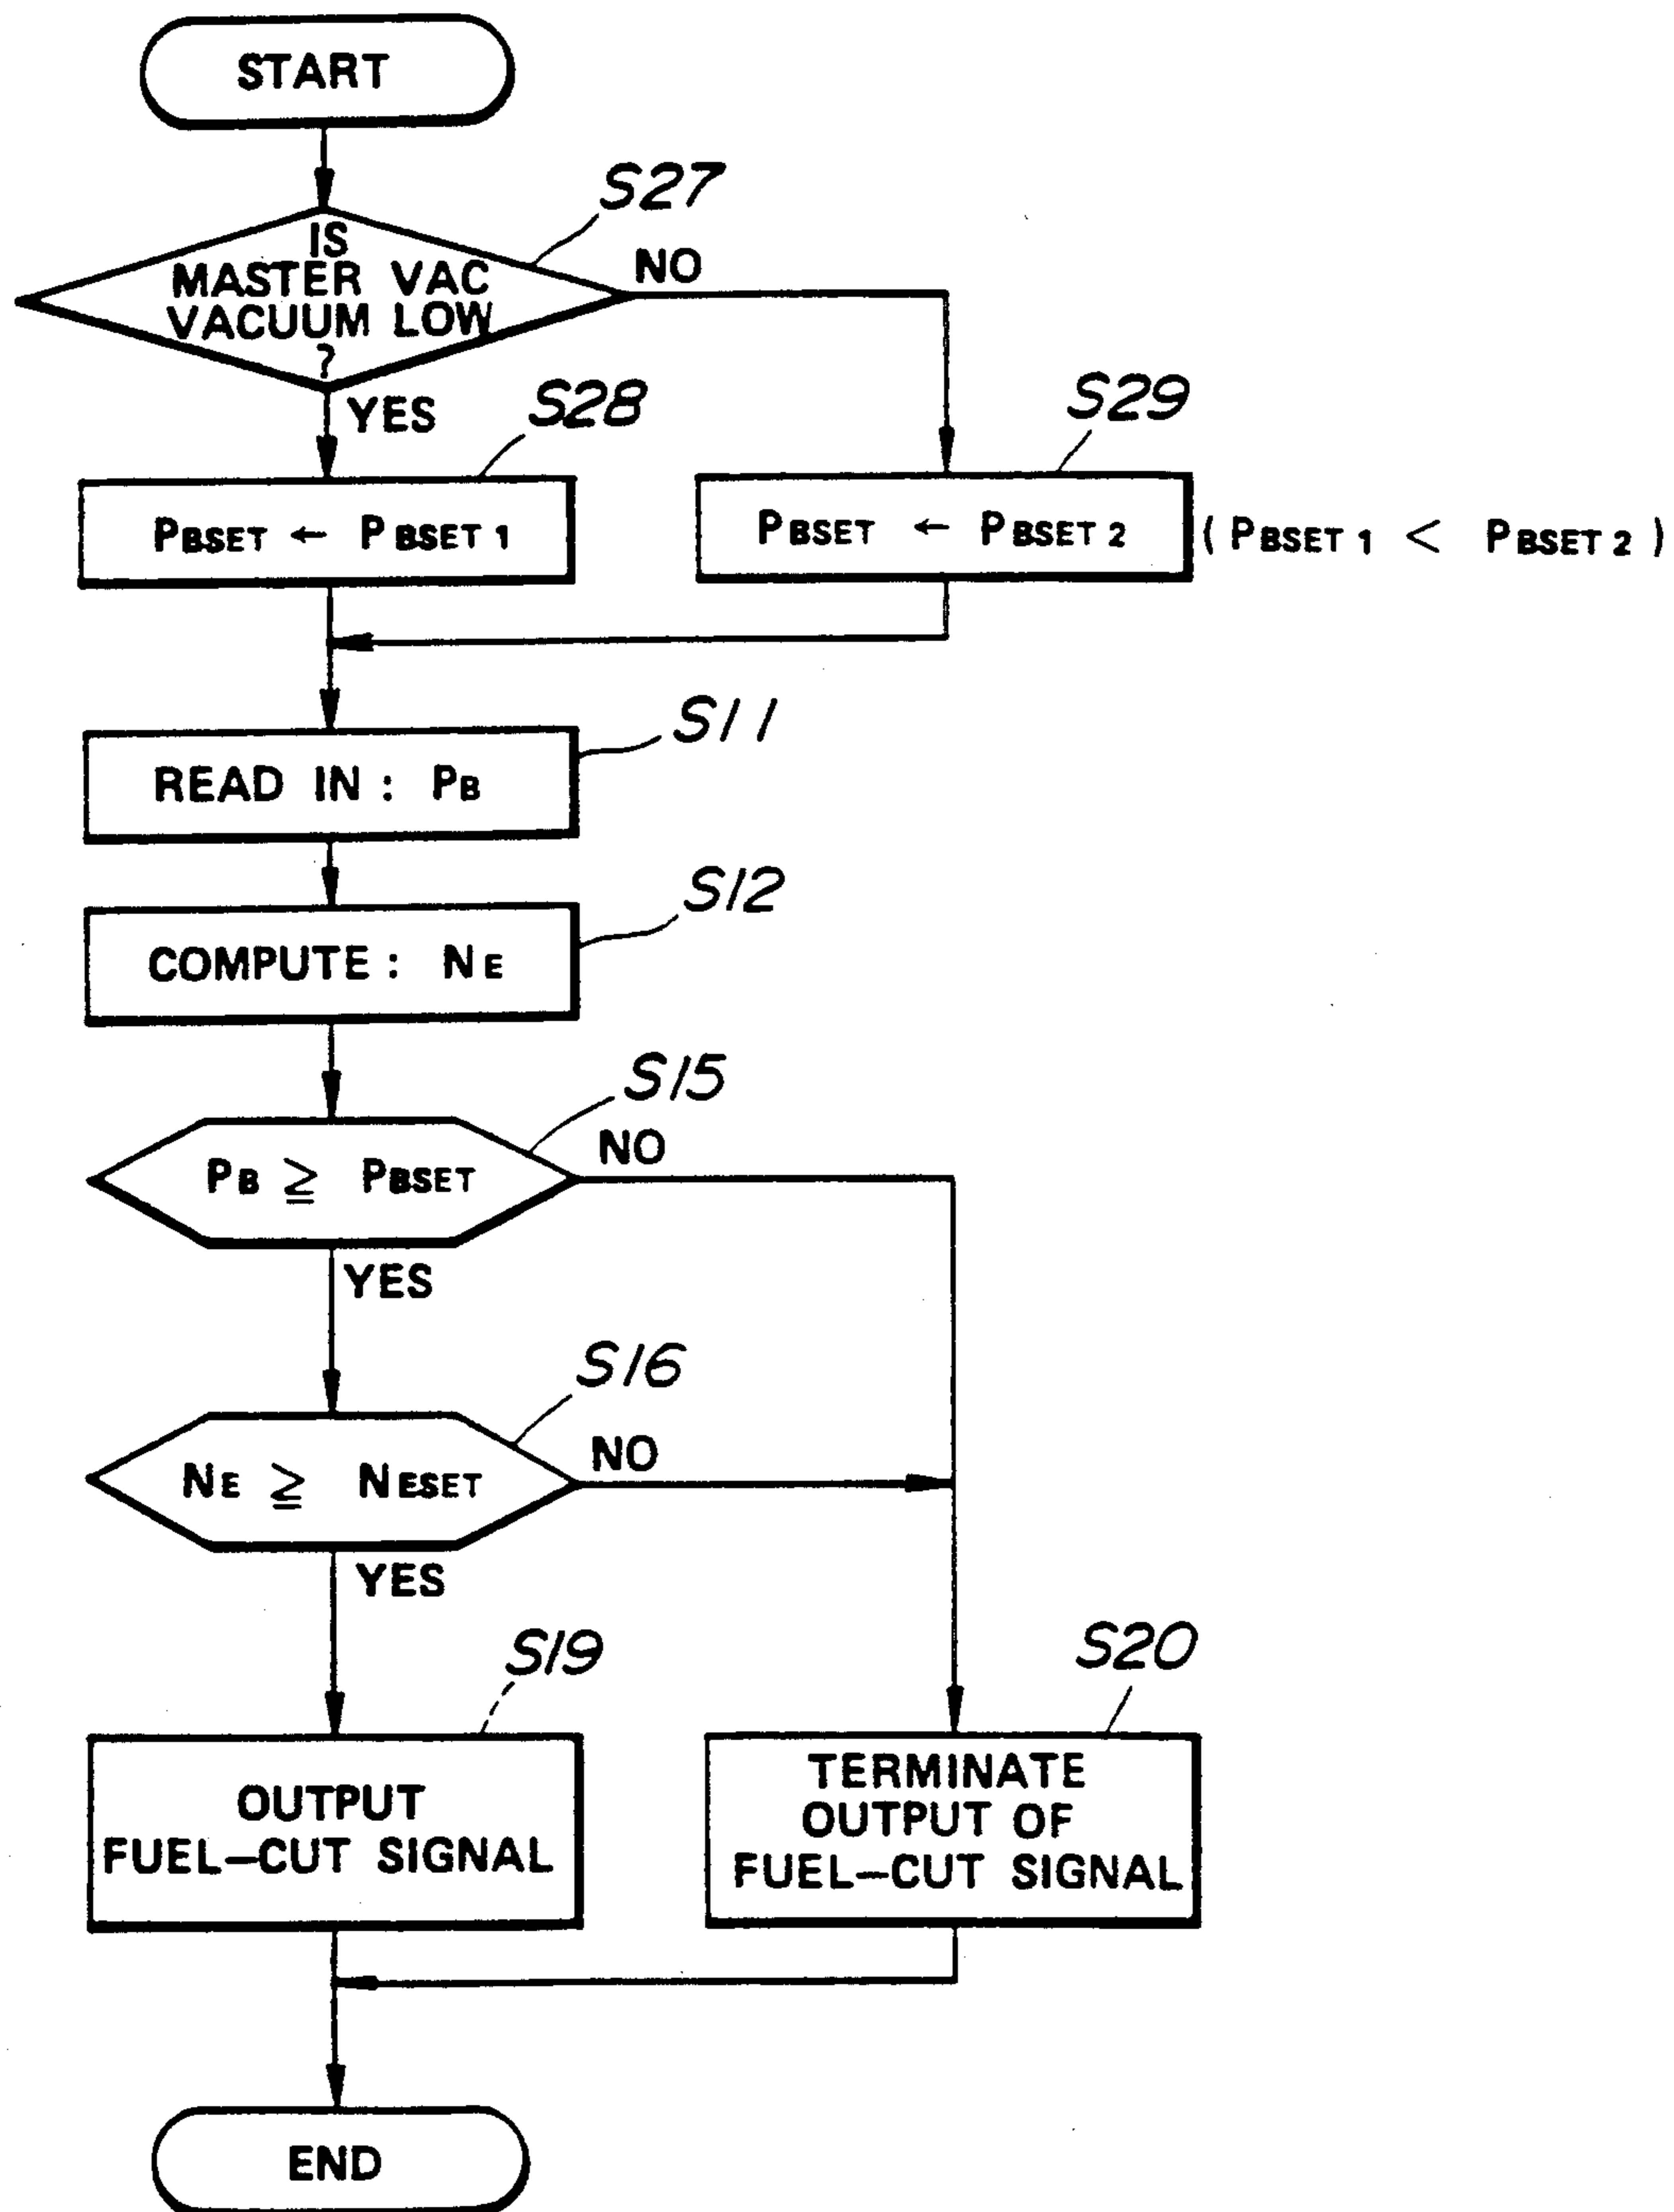 START
S27
IS
MASTER VAC
VACUUM LOW
?
NO
YES
S28
S29
PBSET ← PBSET 1
PBSET ← PBSET 2
( PBSET 1 < PBSET 2 )
S11
READ IN : PB
S12
COMPUTE : NE
S15
PB ≧ PBSET
NO
YES
S16
NE ≧ NESET
NO
YES
S19
S20
OUTPUT
FUEL-CUT SIGNAL
TERMINATE
OUTPUT OF
FUEL-CUT SIGNAL
END